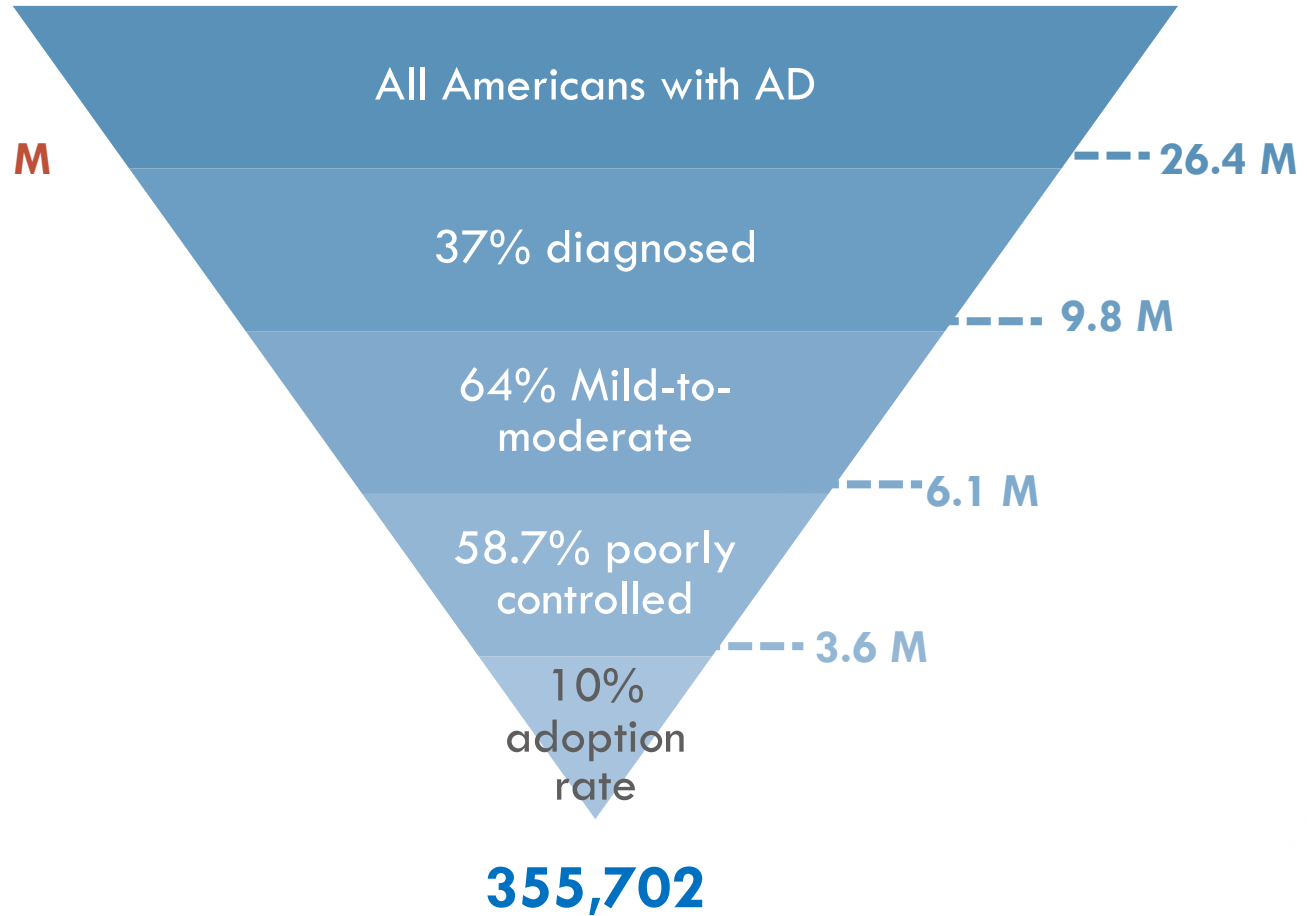 All Americans with AD
M
26.4 M
37% diagnosed
9.8 M
64% Mild-to-
moderate
6.1 M
58.7% poorly
controlled
3.6 M
10%
adoption
rate
355,702